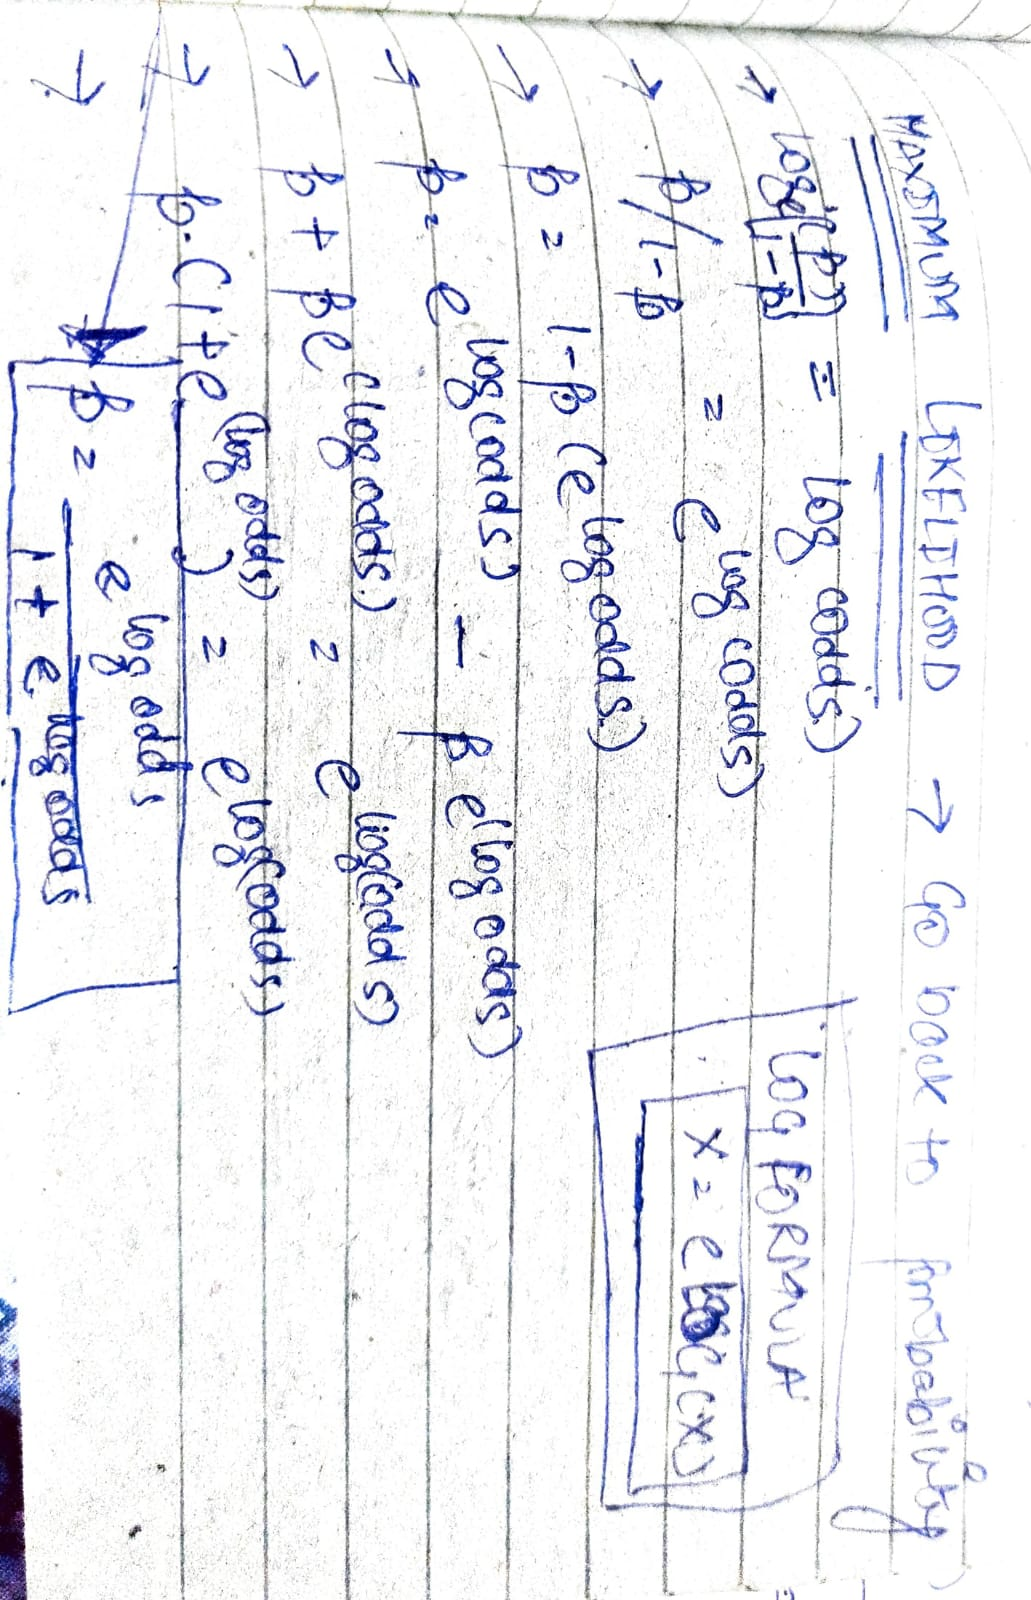 MAXIMUM LIKELIHOOD → Go back to probability)
→ log(p/1-p) = log (odds)
LOG FORMULA
→ p/1-p = e^log(odds)
x = e^log(x)
→ p = 1-p (e^log odds)
→ p = e^log(odds) - p e^(log odds)
→ p + p e^(log odds) = e^log(odds)
→ p.(1+e^(log odds)) = e^log(odds)
→ p = e^log odds / 1 + e^log odds